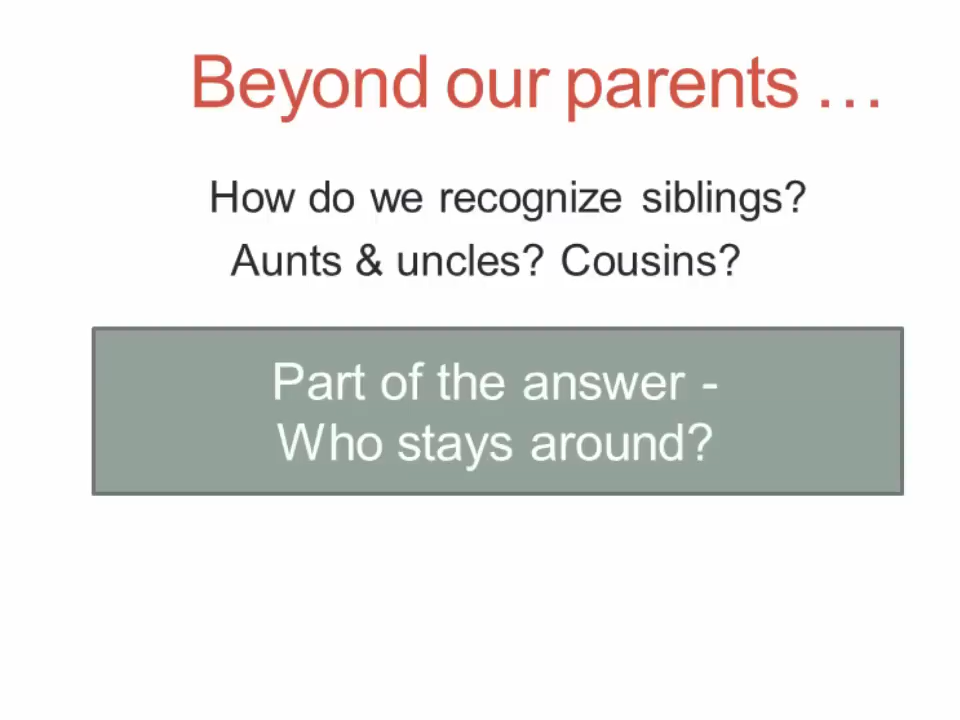 Beyond our parents …
How do we recognize siblings?
Aunts & uncles? Cousins?
Part of the answer -
Who stays around?